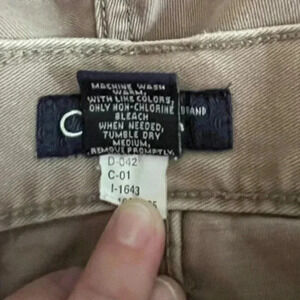 MACHINE WASH
WARM,
WITH LIKE COLORS,
ONLY NON-CHLORINE
BLEACH
WHEN NEEDED,
TUMBLE DRY
MEDIUM,
REMOVE PROMPTLY.
C
BRAND
D-042
C-01
I-1643